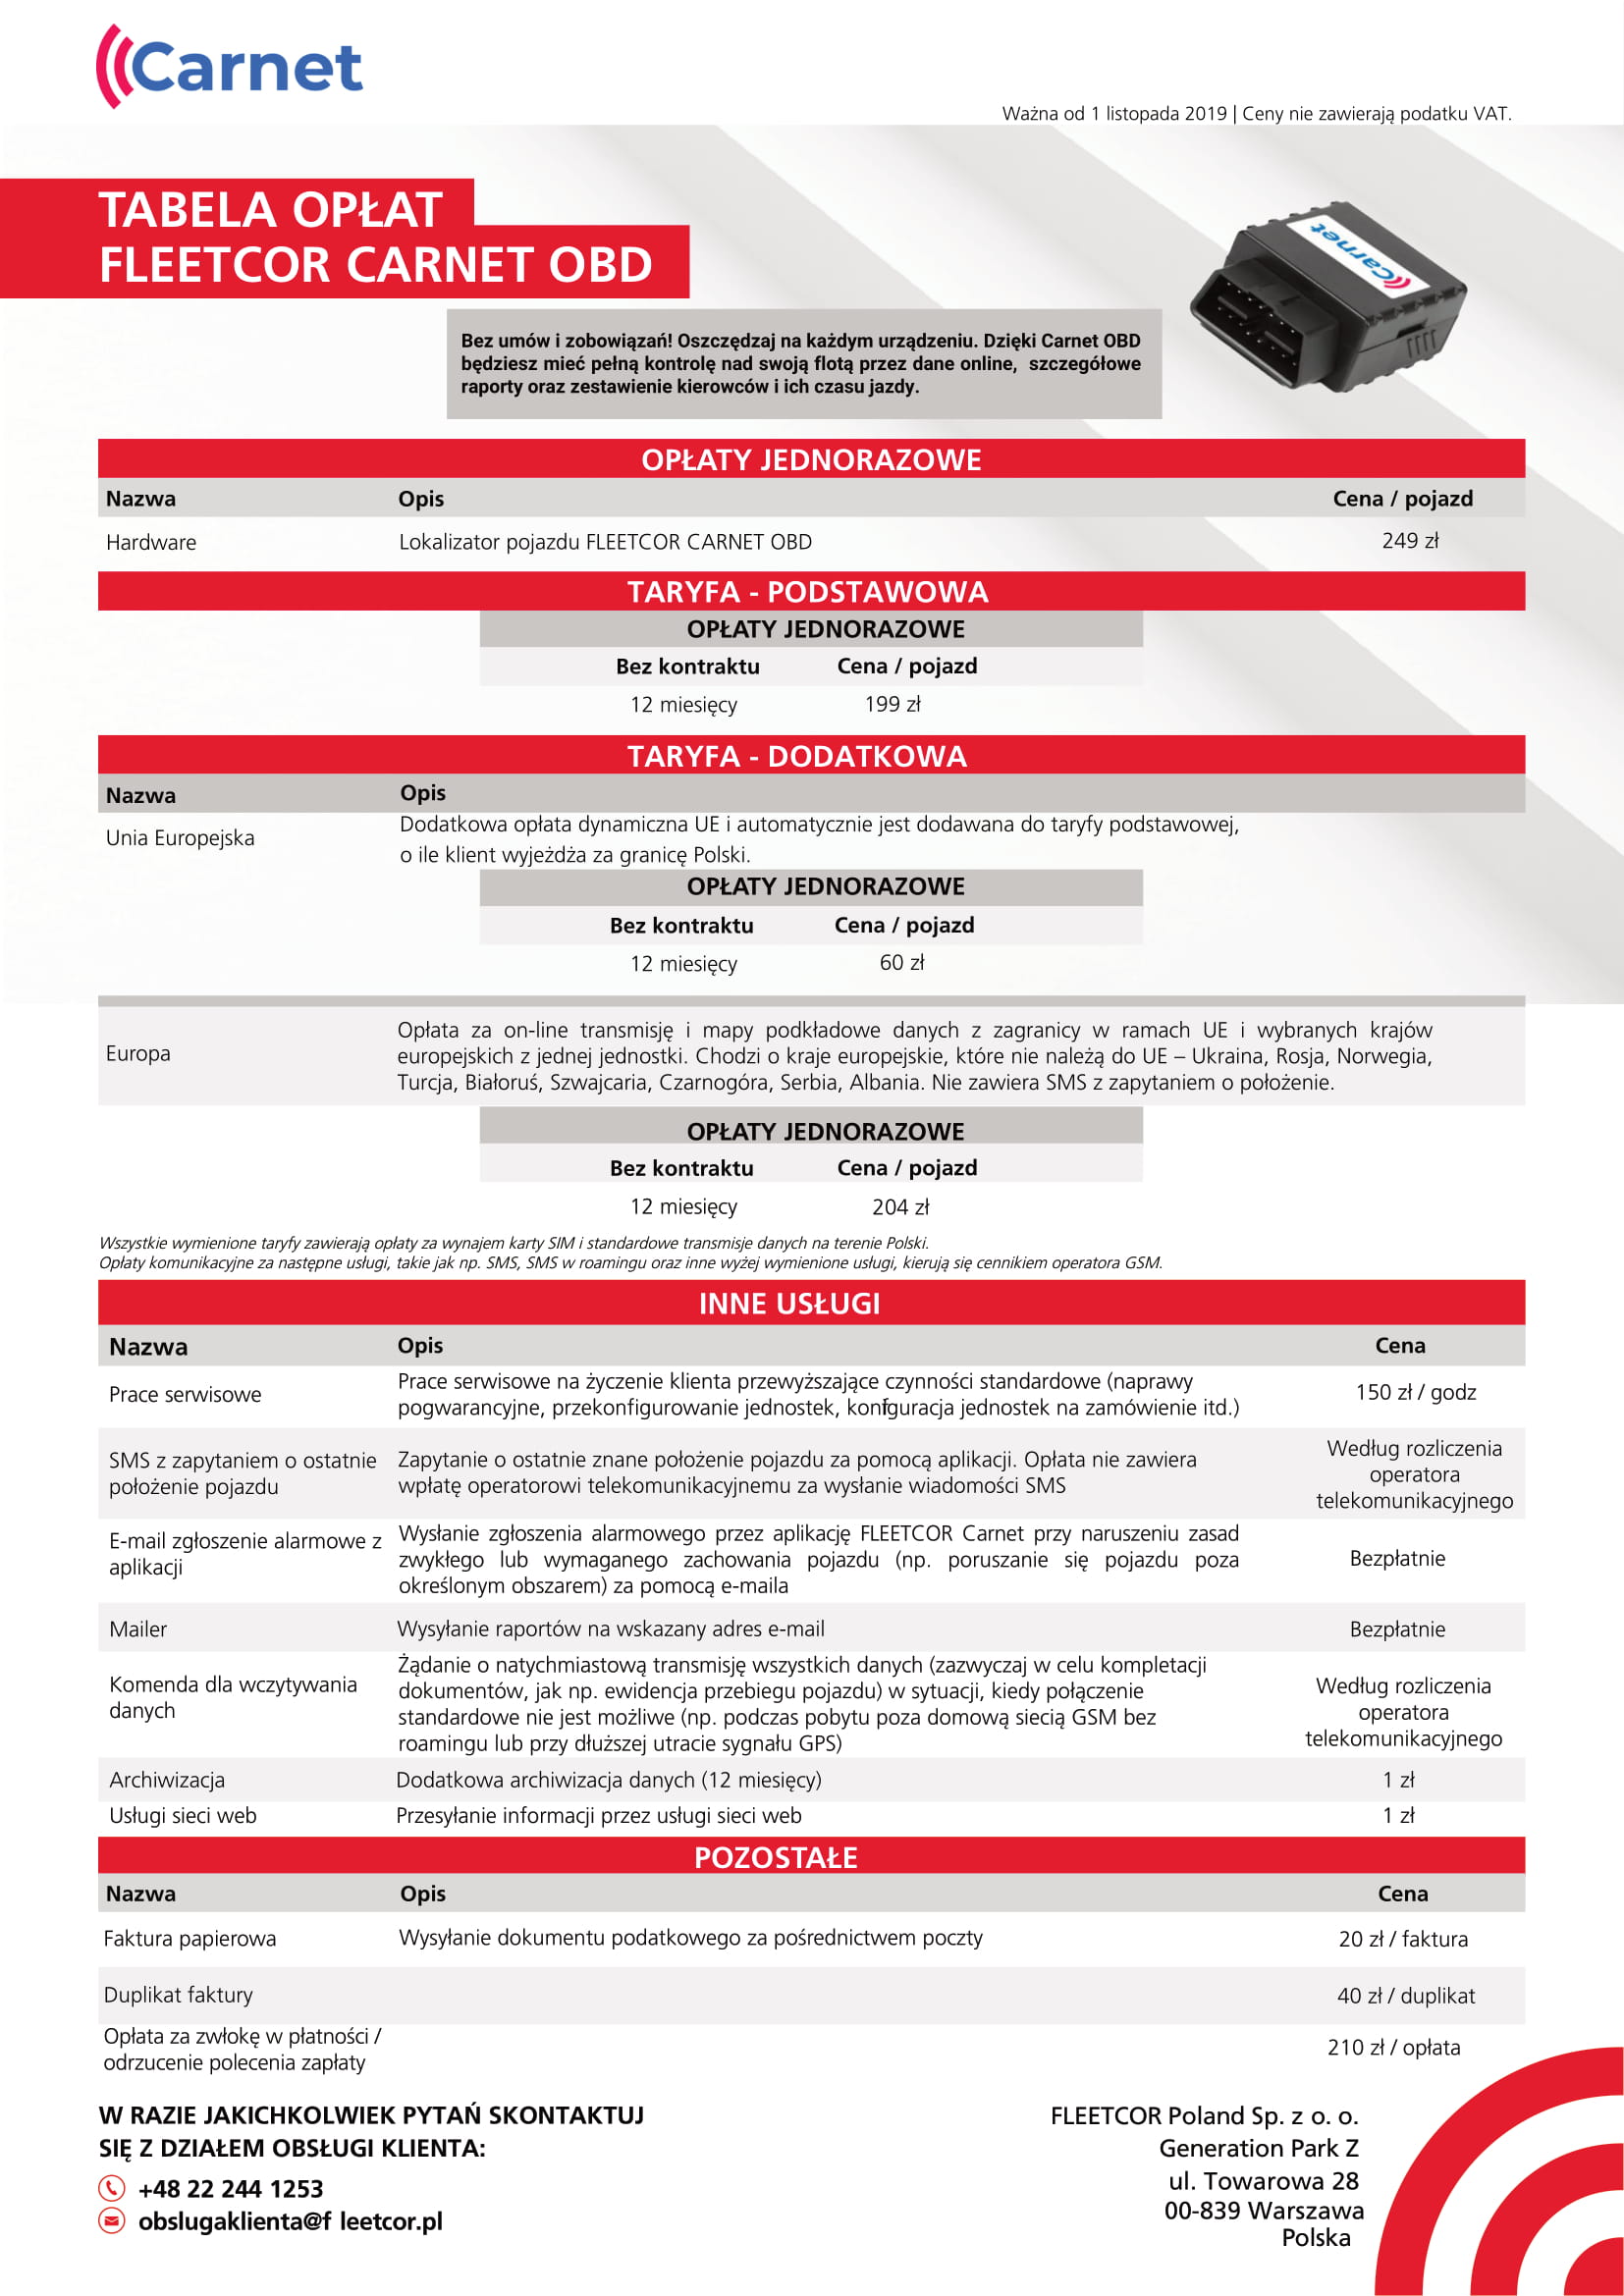 Carnet
Ważna od 1 listopada 2019 | Ceny nie zawierają podatku VAT.
TABELA OPŁAT
FLEETCOR CARNET OBD
Carnet
Bez umów i zobowiązań! Oszczędzaj na każdym urządzeniu. Dzięki Carnet OBD
będziesz mieć pełną kontrolę nad swoją flotą przez dane online, szczegółowe
raporty oraz zestawienie kierowców i ich czasu jazdy.
OPŁATY JEDNORAZOWE
Nazwa Opis Cena / pojazd
Hardware Lokalizator pojazdu FLEETCOR CARNET OBD 249 zł
TARYFA - PODSTAWOWA
OPŁATY JEDNORAZOWE
Bez kontraktu Cena / pojazd
12 miesięcy 199 zł
TARYFA - DODATKOWA
Nazwa Opis
Unia Europejska
Dodatkowa opłata dynamiczna UE i automatycznie jest dodawana do taryfy podstawowej,
o ile klient wyjeżdża za granicę Polski.
OPŁATY JEDNORAZOWE
Bez kontraktu Cena / pojazd
12 miesięcy 60 zł
Europa
Opłata za on-line transmisję i mapy podkładowe danych z zagranicy w ramach UE i wybranych krajów
europejskich z jednej jednostki. Chodzi o kraje europejskie, które nie należą do UE – Ukraina, Rosja, Norwegia,
Turcja, Białoruś, Szwajcaria, Czarnogóra, Serbia, Albania. Nie zawiera SMS z zapytaniem o położenie.
OPŁATY JEDNORAZOWE
Bez kontraktu Cena / pojazd
12 miesięcy 204 zł
Wszystkie wymienione taryfy zawierają opłaty za wynajem karty SIM i standardowe transmisje danych na terenie Polski.
Opłaty komunikacyjne za następne usługi, takie jak np. SMS, SMS w roamingu oraz inne wyżej wymienione usługi, kierują się cennikiem operatora GSM.
INNE USŁUGI
Nazwa Opis Cena
Prace serwisowe
Prace serwisowe na życzenie klienta przewyższające czynności standardowe (naprawy
pogwarancyjne, przekonfigurowanie jednostek, konfiguracja jednostek na zamówienie itd.)
150 zł / godz
SMS z zapytaniem o ostatnie
położenie pojazdu
Zapytanie o ostatnie znane położenie pojazdu za pomocą aplikacji. Opłata nie zawiera
wpłatę operatorowi telekomunikacyjnemu za wysłanie wiadomości SMS
Według rozliczenia
operatora
telekomunikacyjnego
E-mail zgłoszenie alarmowe z
aplikacji
Wysłanie zgłoszenia alarmowego przez aplikację FLEETCOR Carnet przy naruszeniu zasad
zwykłego lub wymaganego zachowania pojazdu (np. poruszanie się pojazdu poza
określonym obszarem) za pomocą e-maila
Bezpłatnie
Mailer Wysyłanie raportów na wskazany adres e-mail Bezpłatnie
Komenda dla wczytywania
danych
Żądanie o natychmiastową transmisję wszystkich danych (zazwyczaj w celu kompletacji
dokumentów, jak np. ewidencja przebiegu pojazdu) w sytuacji, kiedy połączenie
standardowe nie jest możliwe (np. podczas pobytu poza domową siecią GSM bez
roamingu lub przy dłuższej utracie sygnału GPS)
Według rozliczenia
operatora
telekomunikacyjnego
Archiwizacja Dodatkowa archiwizacja danych (12 miesięcy) 1 zł
Usługi sieci web Przesyłanie informacji przez usługi sieci web 1 zł
POZOSTAŁE
Nazwa Opis Cena
Faktura papierowa Wysyłanie dokumentu podatkowego za pośrednictwem poczty 20 zł / faktura
Duplikat faktury 40 zł / duplikat
Opłata za zwłokę w płatności /
odrzucenie polecenia zapłaty
210 zł / opłata
W RAZIE JAKICHKOLWIEK PYTAŃ SKONTAKTUJ
SIĘ Z DZIAŁEM OBSŁUGI KLIENTA:
+48 22 244 1253
obslugaklienta@f leetcor.pl
FLEETCOR Poland Sp. z o. o.
Generation Park Z
ul. Towarowa 28
00-839 Warszawa
Polska